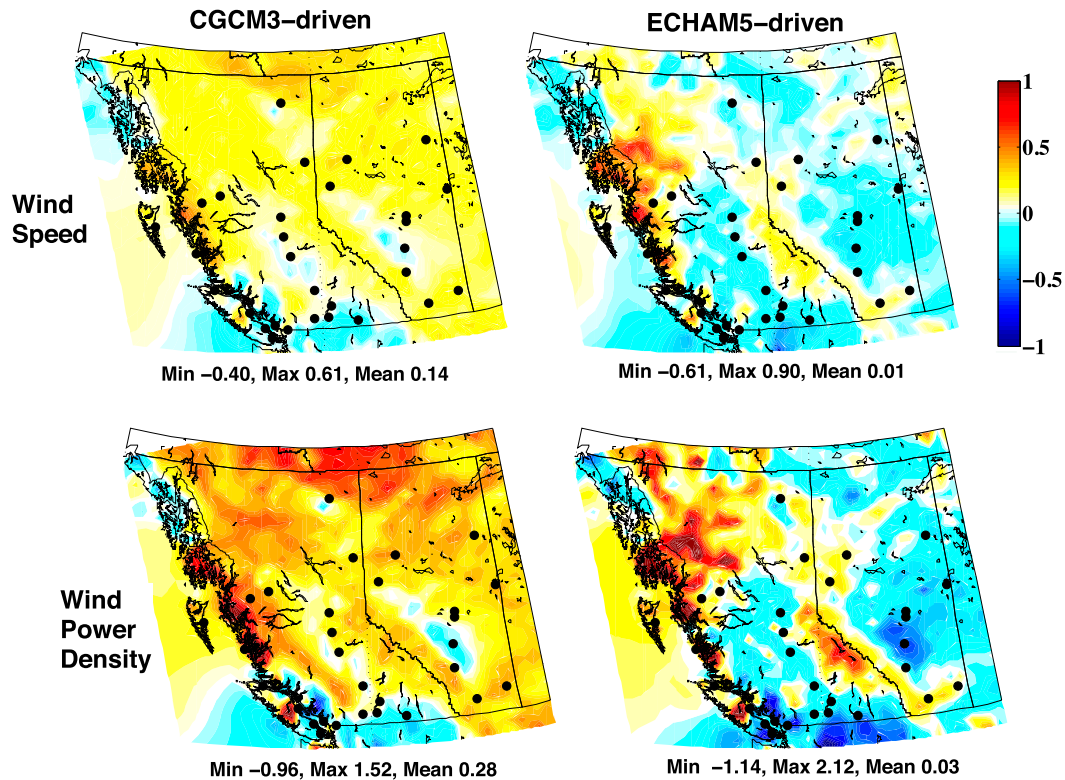 CGCM3−driven
ECHAM5−driven
Wind
Speed
1
0.5
0
−0.5
−1
Min −0.40, Max 0.61, Mean 0.14
Min −0.61, Max 0.90, Mean 0.01
Wind
Power
Density
Min −0.96, Max 1.52, Mean 0.28
Min −1.14, Max 2.12, Mean 0.03